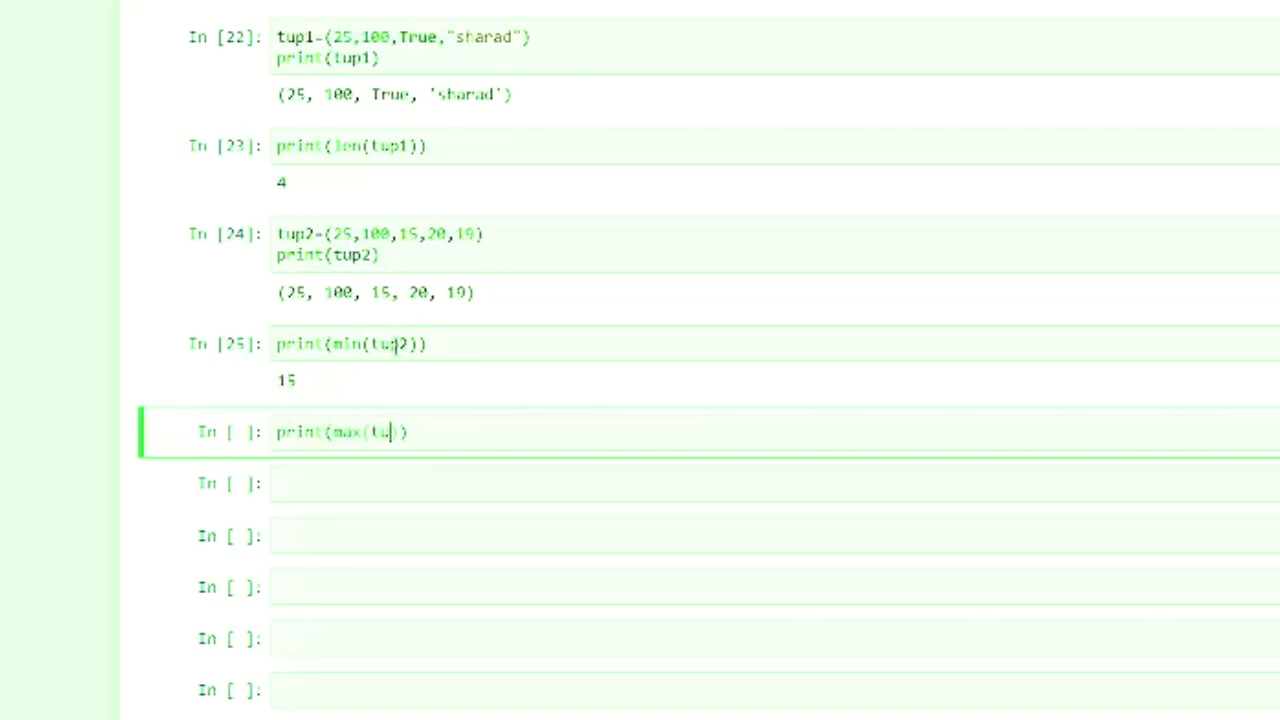 In [22]: tup1=(25,100,True,"sharad")
print(tup1)
(25, 100, True, 'sharad')
In [23]: print(len(tup1))
4
In [24]: tup2=(25,100,15,20,19)
print(tup2)
(25, 100, 15, 20, 19)
In [25]: print(min(tup2))
15
In [ ]: print(max(tu))
In [ ]:
In [ ]:
In [ ]:
In [ ]:
In [ ]: